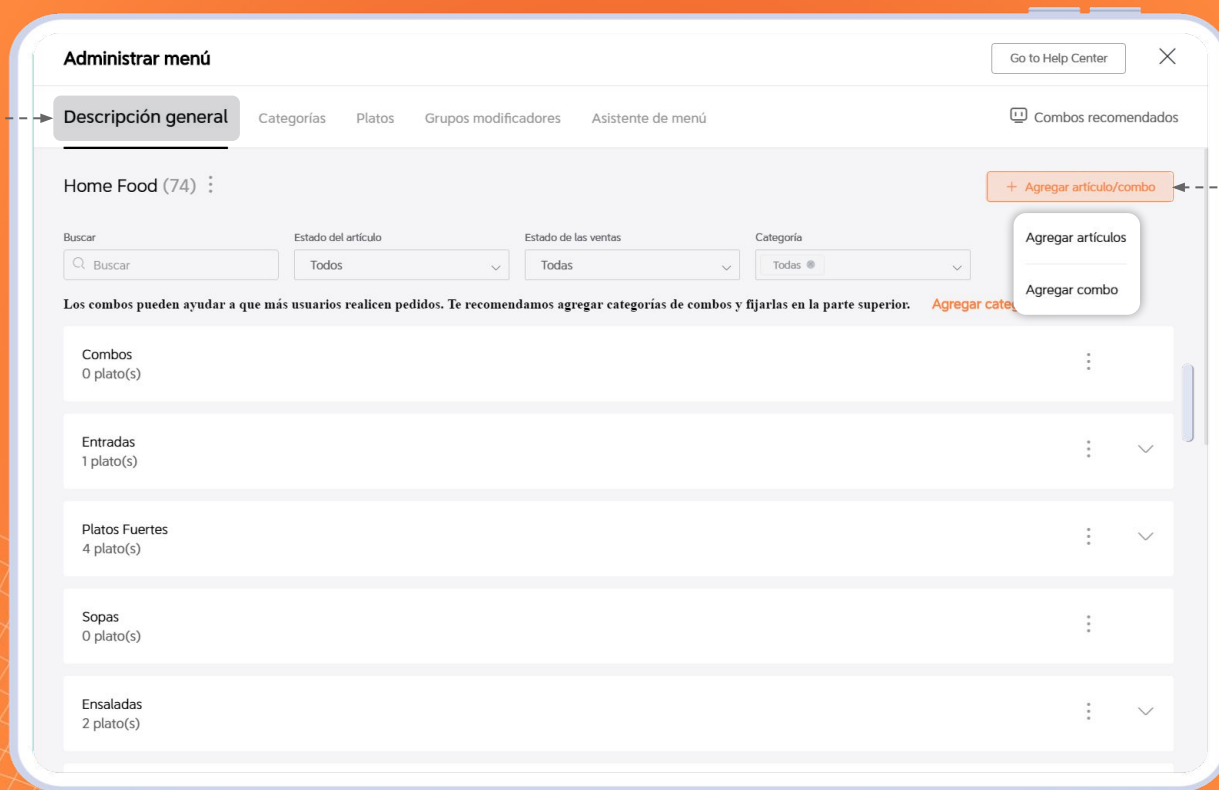 Administrar menú
Go to Help Center
Descripción general
Categorías
Platos
Grupos modificadores
Asistente de menú
Combos recomendados
Home Food (74)
+ Agregar artículo/combo
Agregar artículos
Agregar combo
Buscar
Estado del artículo
Estado de las ventas
Categoría
Buscar
Todos
Todas
Todas
Los combos pueden ayudar a que más usuarios realicen pedidos. Te recomendamos agregar categorías de combos y fijarlas en la parte superior.
Agregar
Combos
0 plato(s)
Entradas
1 plato(s)
Platos Fuertes
4 plato(s)
Sopas
0 plato(s)
Ensaladas
2 plato(s)